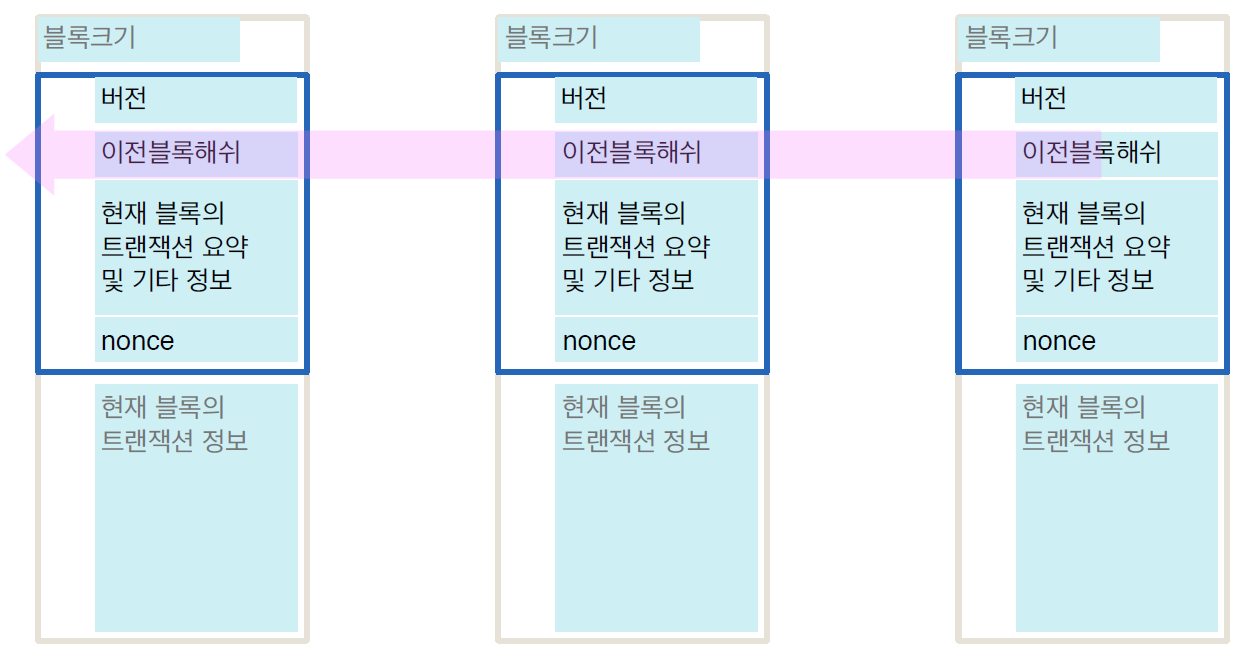 블록크기
버전
이전블록해쉬
현재 블록의
트랜잭션 요약
및 기타 정보
nonce
현재 블록의
트랜잭션 정보
블록크기
버전
이전블록해쉬
현재 블록의
트랜잭션 요약
및 기타 정보
nonce
현재 블록의
트랜잭션 정보
블록크기
버전
이전블록해쉬
현재 블록의
트랜잭션 요약
및 기타 정보
nonce
현재 블록의
트랜잭션 정보